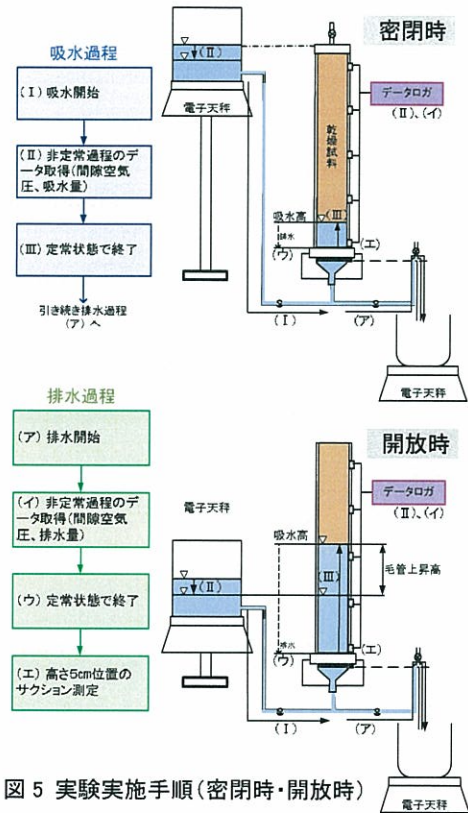 吸水過程
(Ⅰ)吸水開始
(Ⅱ)非定常過程のデ
ータ取得(間隙空気
圧、吸水量)
(Ⅲ)定常状態で終了
引き続き排水過程
(ア)へ
(Ⅱ)
電子天秤
密閉時
データロガ
(Ⅱ)、(イ)
乾燥試料
吸水高
(Ⅲ)
排水
(ウ)
(エ)
(Ⅰ)
(ア)
電子天秤
排水過程
(ア)排水開始
(イ)非定常過程のデ
ータ取得(間隙空気
圧、排水量)
(ウ)定常状態で終了
(エ)高さ5cm位置の
サクション測定
開放時
電子天秤
(Ⅱ)
データロガ
(Ⅱ)、(イ)
吸水高
(Ⅲ)
毛管上昇高
排水
(ウ)
(エ)
(Ⅰ)
(ア)
電子天秤
図5 実験実施手順(密閉時・開放時)